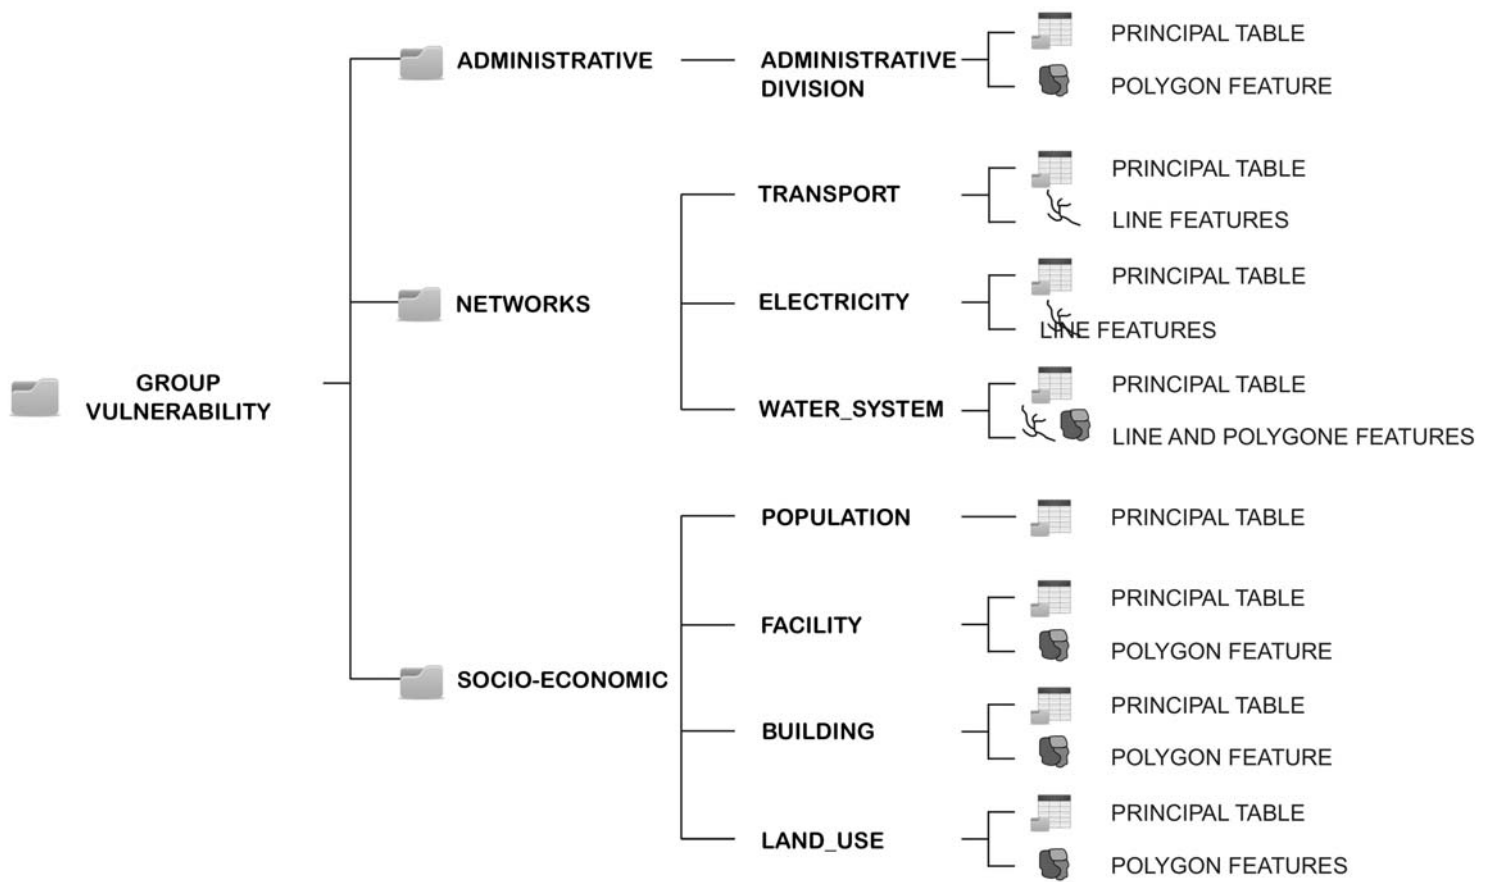 GROUP
VULNERABILITY
ADMINISTRATIVE
ADMINISTRATIVE
DIVISION
PRINCIPAL TABLE
POLYGON FEATURE
NETWORKS
TRANSPORT
PRINCIPAL TABLE
LINE FEATURES
ELECTRICITY
PRINCIPAL TABLE
LINE FEATURES
WATER_SYSTEM
PRINCIPAL TABLE
LINE AND POLYGONE FEATURES
SOCIO-ECONOMIC
POPULATION
PRINCIPAL TABLE
FACILITY
PRINCIPAL TABLE
POLYGON FEATURE
BUILDING
PRINCIPAL TABLE
POLYGON FEATURE
LAND_USE
PRINCIPAL TABLE
POLYGON FEATURES